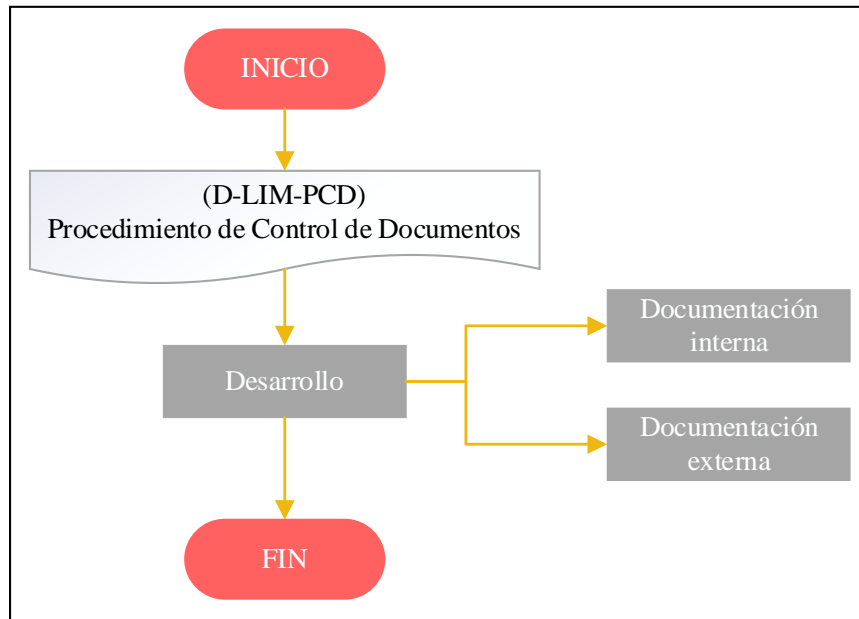 INICIO
(D-LIM-PCD)
Procedimiento de Control de Documentos
Documentación
interna
Desarrollo
Documentación
externa
FIN